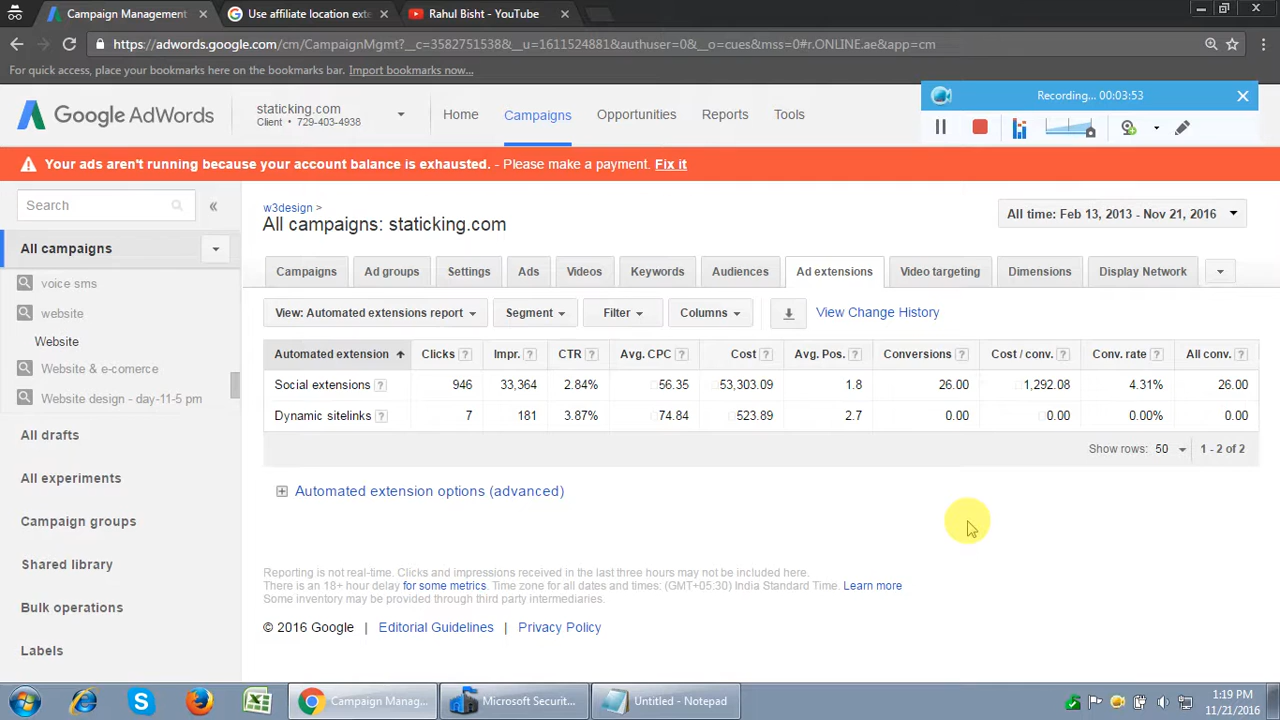 Campaign Management
Use affiliate location exte
Rahul Bisht - YouTube
https://adwords.google.com/cm/CampaignMgmt?__c=3582751538&__u=1611524881&authuser=0&__o=cues&mss=0#r.ONLINE.ae&app=cm
For quick access, place your bookmarks here on the bookmarks bar. Import bookmarks now...
Recording... 00:03:53
Google AdWords
staticking.com
Client • 729-403-4938
Home
Campaigns
Opportunities
Reports
Tools
Your ads aren't running because your account balance is exhausted. - Please make a payment. Fix it
Search
«
All campaigns
voice sms
website
Website
Website & e-comerce
Website design - day-11-5 pm
All drafts
All experiments
Campaign groups
Shared library
Bulk operations
Labels
w3design >
All campaigns: staticking.com
All time: Feb 13, 2013 - Nov 21, 2016
Campaigns
Ad groups
Settings
Ads
Videos
Keywords
Audiences
Ad extensions
Video targeting
Dimensions
Display Network
View: Automated extensions report
Segment
Filter
Columns
View Change History
Automated extension Clicks ? Impr. ? CTR ? Avg. CPC ? Cost ? Avg. Pos. ? Conversions ? Cost / conv. ? Conv. rate ? All conv. ?
Social extensions ? 946 33,364 2.84% 56.35 53,303.09 1.8 26.00 1,292.08 4.31% 26.00
Dynamic sitelinks ? 7 181 3.87% 74.84 523.89 2.7 0.00 0.00 0.00% 0.00
Show rows: 50 1 - 2 of 2
Automated extension options (advanced)
Reporting is not real-time. Clicks and impressions received in the last three hours may not be included here.
There is an 18+ hour delay for some metrics. Time zone for all dates and times: (GMT+05:30) India Standard Time. Learn more
Some inventory may be provided through third party intermediaries.
© 2016 Google | Editorial Guidelines | Privacy Policy
Campaign Manag...
Microsoft Securit...
Untitled - Notepad
1:19 PM
11/21/2016